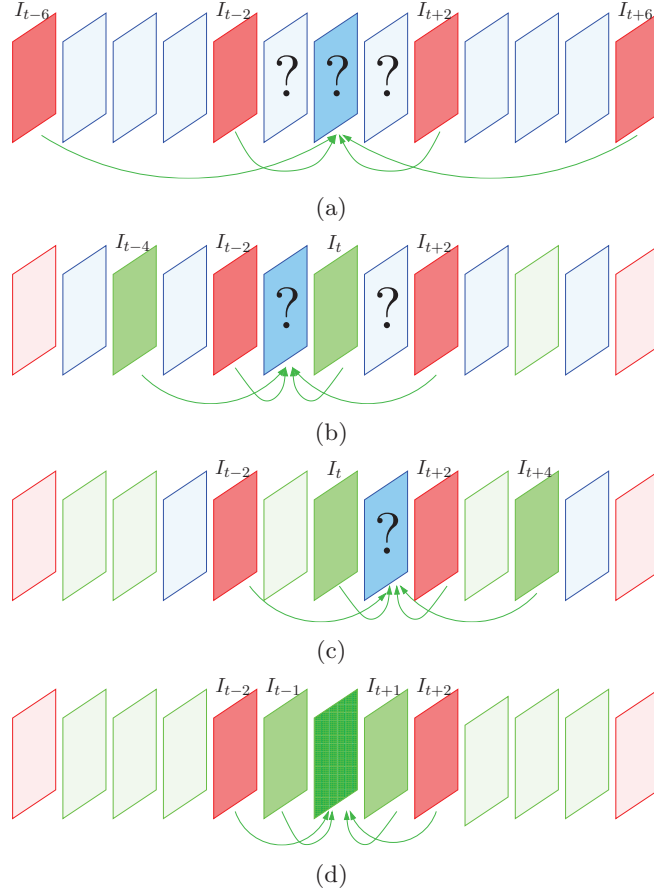 I_{t−6} I_{t−2} I_{t+2} I_{t+6}
? ? ?
(a)
I_{t−4} I_{t−2} I_t I_{t+2}
? ?
(b)
I_{t−2} I_t I_{t+2} I_{t+4}
?
(c)
I_{t−2} I_{t−1} I_{t+1} I_{t+2}
(d)